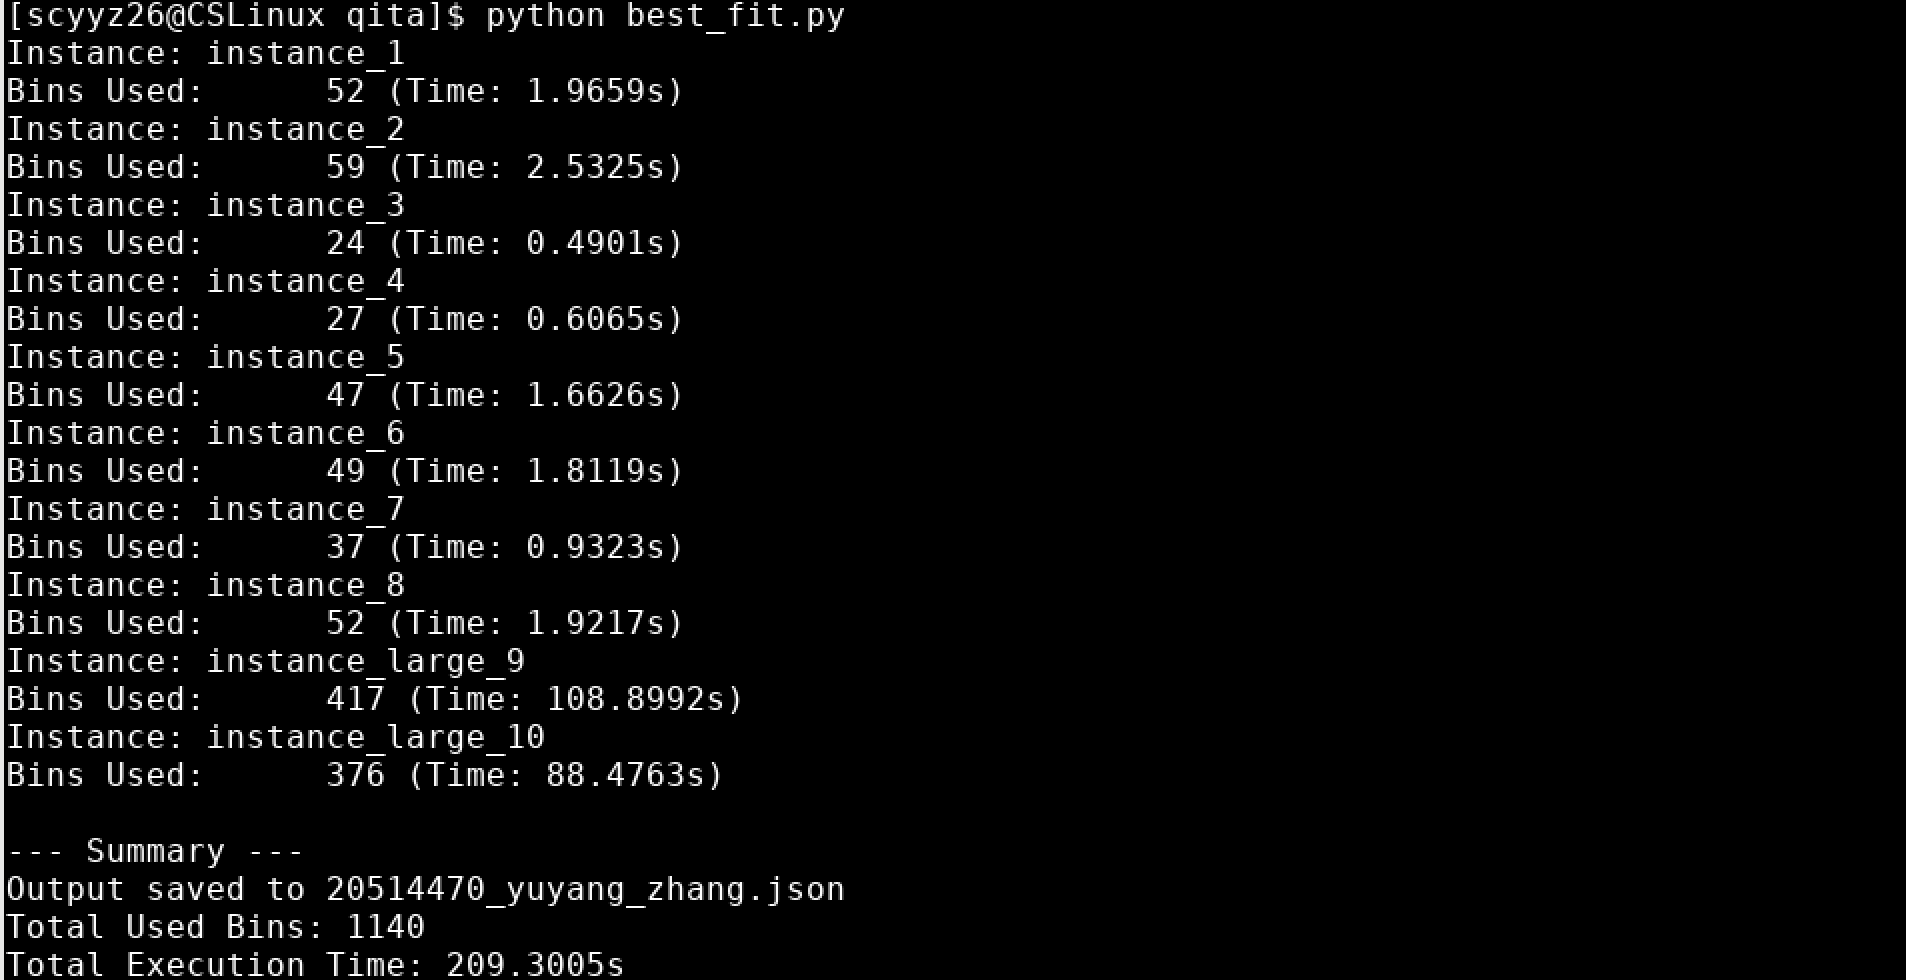 [scyyz26@CSLinux qita]$ python best_fit.py
Instance: instance_1
Bins Used:      52 (Time: 1.9659s)
Instance: instance_2
Bins Used:      59 (Time: 2.5325s)
Instance: instance_3
Bins Used:      24 (Time: 0.4901s)
Instance: instance_4
Bins Used:      27 (Time: 0.6065s)
Instance: instance_5
Bins Used:      47 (Time: 1.6626s)
Instance: instance_6
Bins Used:      49 (Time: 1.8119s)
Instance: instance_7
Bins Used:      37 (Time: 0.9323s)
Instance: instance_8
Bins Used:      52 (Time: 1.9217s)
Instance: instance_large_9
Bins Used:      417 (Time: 108.8992s)
Instance: instance_large_10
Bins Used:      376 (Time: 88.4763s)
--- Summary ---
Output saved to 20514470_yuyang_zhang.json
Total Used Bins: 1140
Total Execution Time: 209.3005s